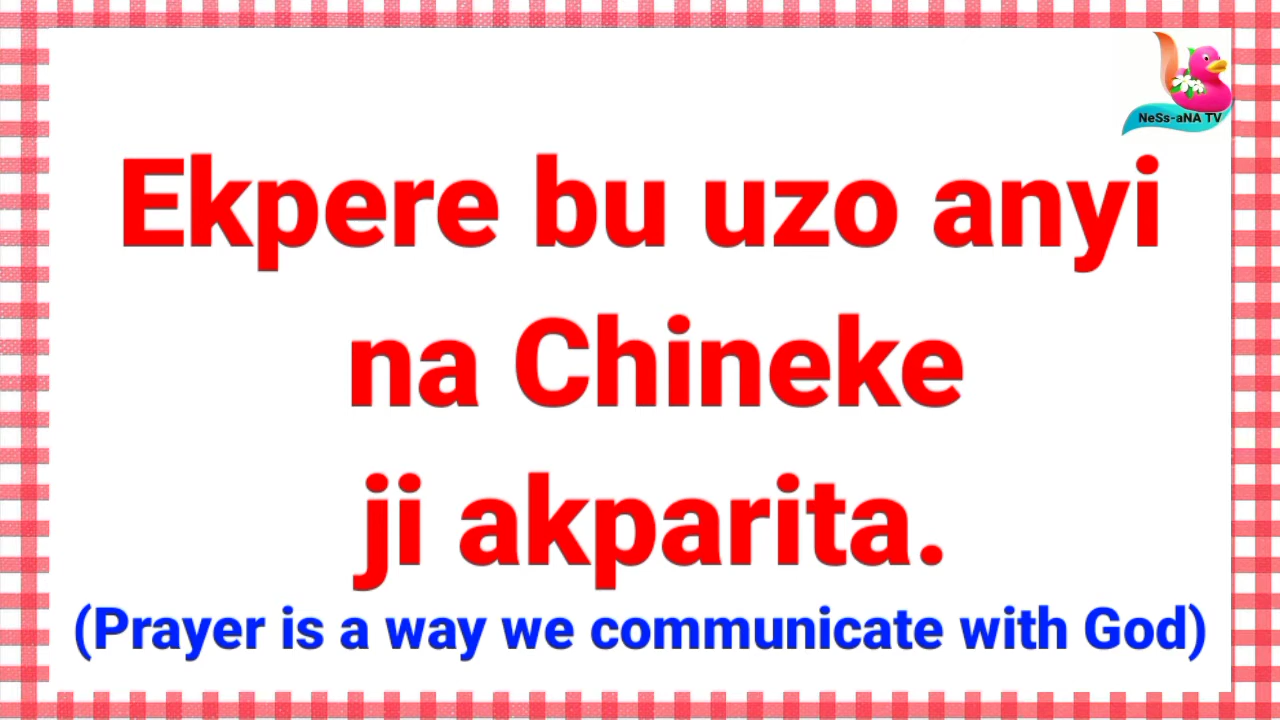 NeSs-aNA TV
Ekpere bu uzo anyi
na Chineke
ji akparita.
(Prayer is a way we communicate with God)